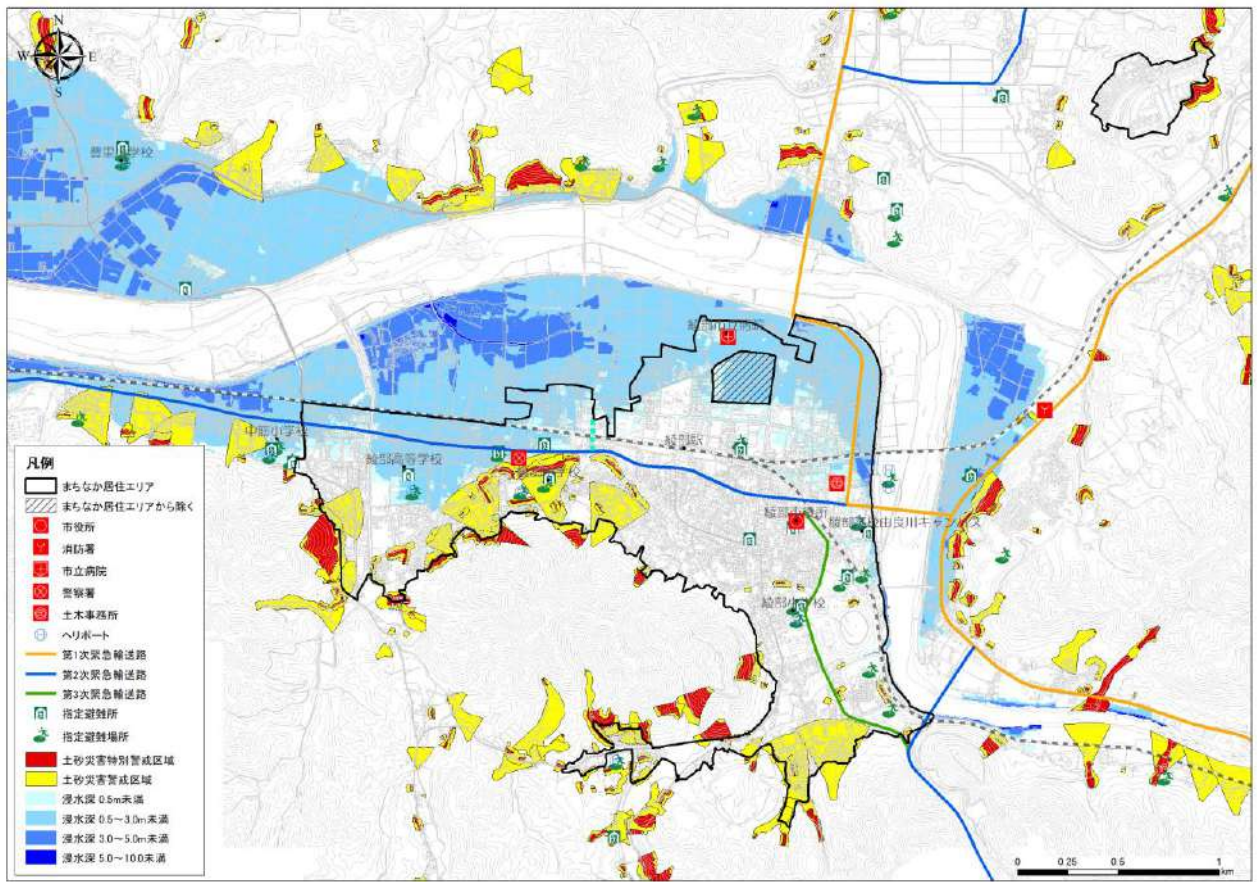 N
W
E
S
豊里小学校
綾部市立病院
中筋小学校
綾部高等学校
綾部駅
綾部市役所
綾部高校由良川キャンパス
綾部小学校
凡例
まちなか居住エリア
まちなか居住エリアから除く
市役所
消防署
市立病院
警察署
土木事務所
ヘリポート
第1次緊急輸送路
第2次緊急輸送路
第3次緊急輸送路
指定避難所
指定避難場所
土砂災害特別警戒区域
土砂災害警戒区域
浸水深 0.5m未満
浸水深 0.5～3.0m未満
浸水深 3.0～5.0m未満
浸水深 5.0～10.0未満
0 0.25 0.5 1
km